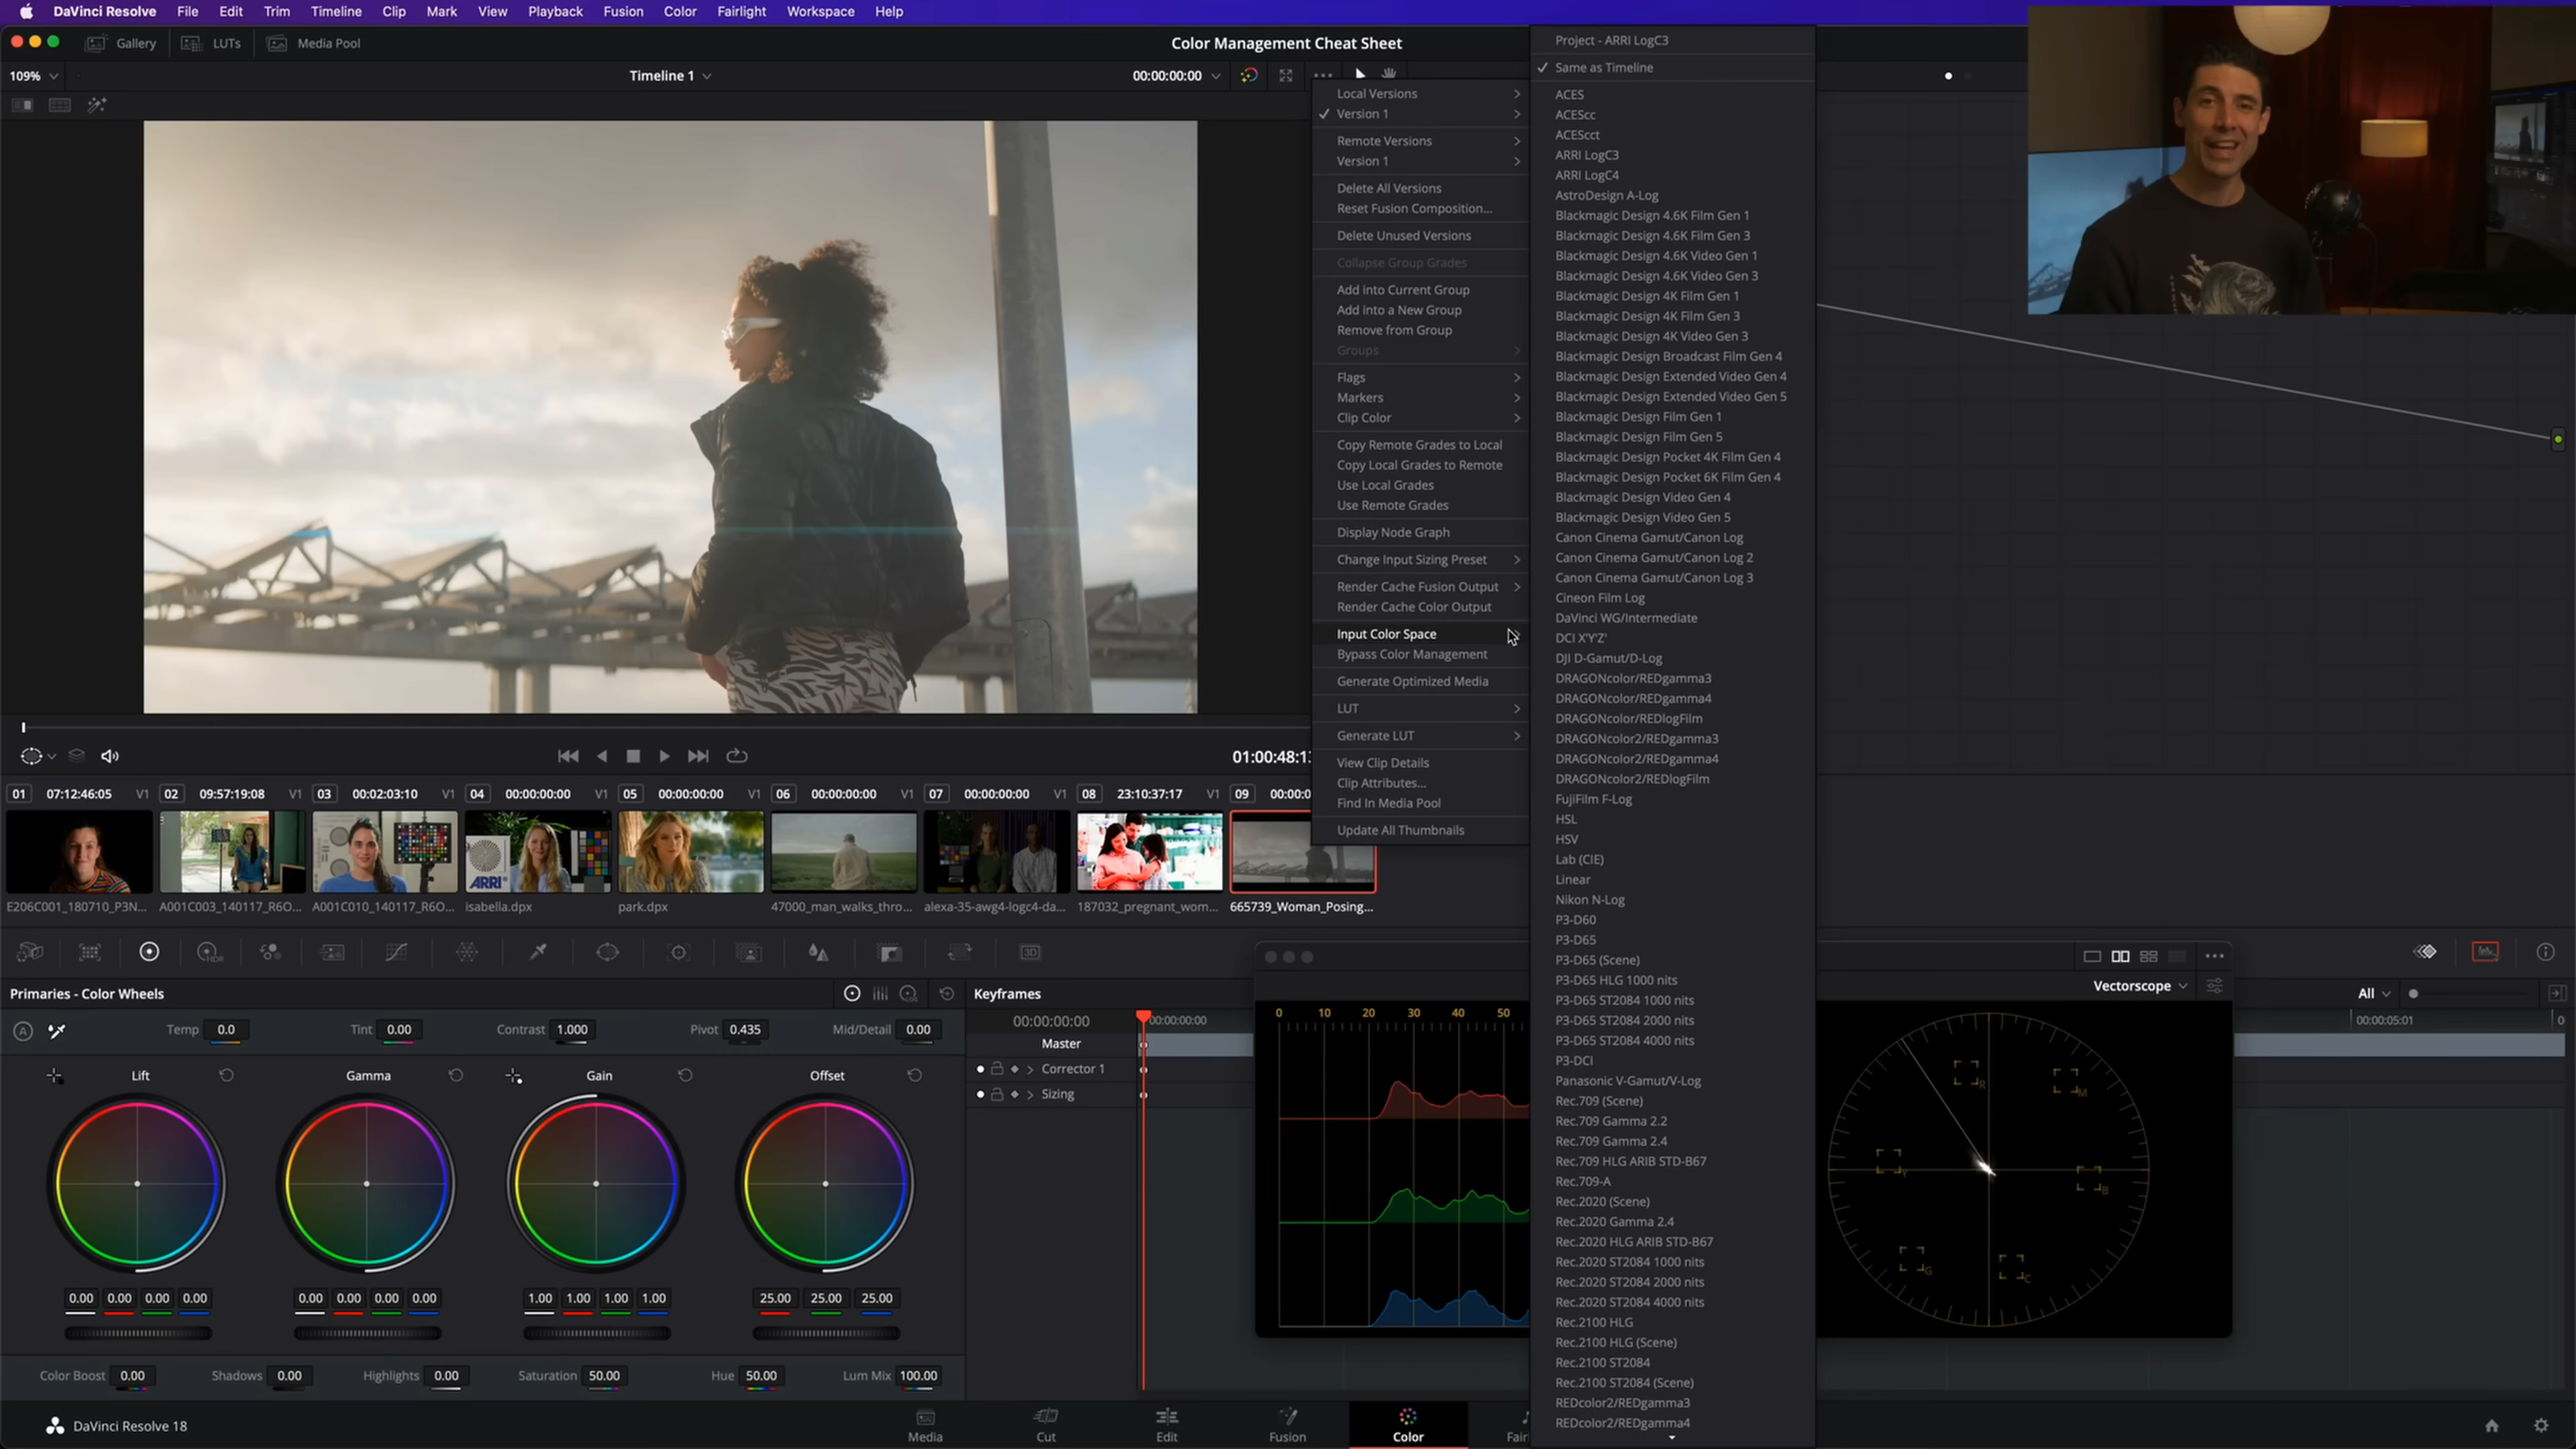 DaVinci Resolve File Edit Trim Timeline Clip Mark View Playback Fusion Color Fairlight Workspace Help
Gallery LUTs Media Pool
Color Management Cheat Sheet
109%
Timeline 1
00:00:00:00
Local Versions
Version 1
Remote Versions
Version 1
Delete All Versions
Reset Fusion Composition...
Delete Unused Versions
Collapse Group Grades
Add into Current Group
Add into a New Group
Remove from Group
Groups
Flags
Markers
Clip Color
Copy Remote Grades to Local
Copy Local Grades to Remote
Use Local Grades
Use Remote Grades
Display Node Graph
Change Input Sizing Preset
Render Cache Fusion Output
Render Cache Color Output
Input Color Space
Bypass Color Management
Generate Optimized Media
LUT
Generate LUT
View Clip Details
Clip Attributes...
Find In Media Pool
Update All Thumbnails
Project - ARRI LogC3
Same as Timeline
ACES
ACEScc
ACEScct
ARRI LogC3
ARRI LogC4
AstroDesign A-Log
Blackmagic Design 4.6K Film Gen 1
Blackmagic Design 4.6K Film Gen 3
Blackmagic Design 4.6K Video Gen 1
Blackmagic Design 4.6K Video Gen 3
Blackmagic Design 4K Film Gen 1
Blackmagic Design 4K Film Gen 3
Blackmagic Design 4K Video Gen 3
Blackmagic Design Broadcast Film Gen 4
Blackmagic Design Extended Video Gen 4
Blackmagic Design Extended Video Gen 5
Blackmagic Design Film Gen 1
Blackmagic Design Film Gen 5
Blackmagic Design Pocket 4K Film Gen 4
Blackmagic Design Pocket 6K Film Gen 4
Blackmagic Design Video Gen 4
Blackmagic Design Video Gen 5
Canon Cinema Gamut/Canon Log
Canon Cinema Gamut/Canon Log 2
Canon Cinema Gamut/Canon Log 3
Cineon Film Log
DaVinci WG/Intermediate
DCI X'Y'Z'
DJI D-Gamut/D-Log
DRAGONcolor/REDgamma3
DRAGONcolor/REDgamma4
DRAGONcolor/REDlogFilm
DRAGONcolor2/REDgamma3
DRAGONcolor2/REDgamma4
DRAGONcolor2/REDlogFilm
FujiFilm F-Log
HSL
HSV
Lab (CIE)
Linear
Nikon N-Log
P3-D60
P3-D65
P3-D65 (Scene)
P3-D65 HLG 1000 nits
P3-D65 ST2084 1000 nits
P3-D65 ST2084 2000 nits
P3-D65 ST2084 4000 nits
P3-DCI
Panasonic V-Gamut/V-Log
Rec.709 (Scene)
Rec.709 Gamma 2.2
Rec.709 Gamma 2.4
Rec.709 HLG ARIB STD-B67
Rec.709-A
Rec.2020 (Scene)
Rec.2020 Gamma 2.4
Rec.2020 HLG ARIB STD-B67
Rec.2020 ST2084 1000 nits
Rec.2020 ST2084 2000 nits
Rec.2020 ST2084 4000 nits
Rec.2100 HLG
Rec.2100 HLG (Scene)
Rec.2100 ST2084
Rec.2100 ST2084 (Scene)
REDcolor2/REDgamma3
REDcolor2/REDgamma4
01:00:48:1
01 07:12:46:05 V1 02 09:57:19:08 V1 03 00:02:03:10 V1 04 00:00:00:00 V1 05 00:00:00:00 V1 06 00:00:00:00 V1 07 00:00:00:00 V1 08 23:10:37:17 V1 09 00:00:0
ARRI
E206C001_180710_P3N... A001C003_140117_R6O... A001C010_140117_R6O... isabella.dpx park.dpx 47000_man_walks_thro... alexa-35-awg4-logc4-da... 187032_pregnant_wom... 665739_Woman_Posing...
HDR
3D
Primaries - Color Wheels
A
Temp 0.0 Tint 0.00 Contrast 1.000 Pivot 0.435 Mid/Detail 0.00
Lift Gamma Gain Offset
0.00 0.00 0.00 0.00 0.00 0.00 0.00 0.00 1.00 1.00 1.00 1.00 25.00 25.00 25.00
Color Boost 0.00 Shadows 0.00 Highlights 0.00 Saturation 50.00 Hue 50.00 Lum Mix 100.00
Keyframes
00:00:00:00 00:00:00:00
Master
Corrector 1
Sizing
0 10 20 30 40 50
Vectorscope
R
M
Y
B
G
C
All
00:00:05:01 0
DaVinci Resolve 18
Media Cut Edit Fusion Color Fair